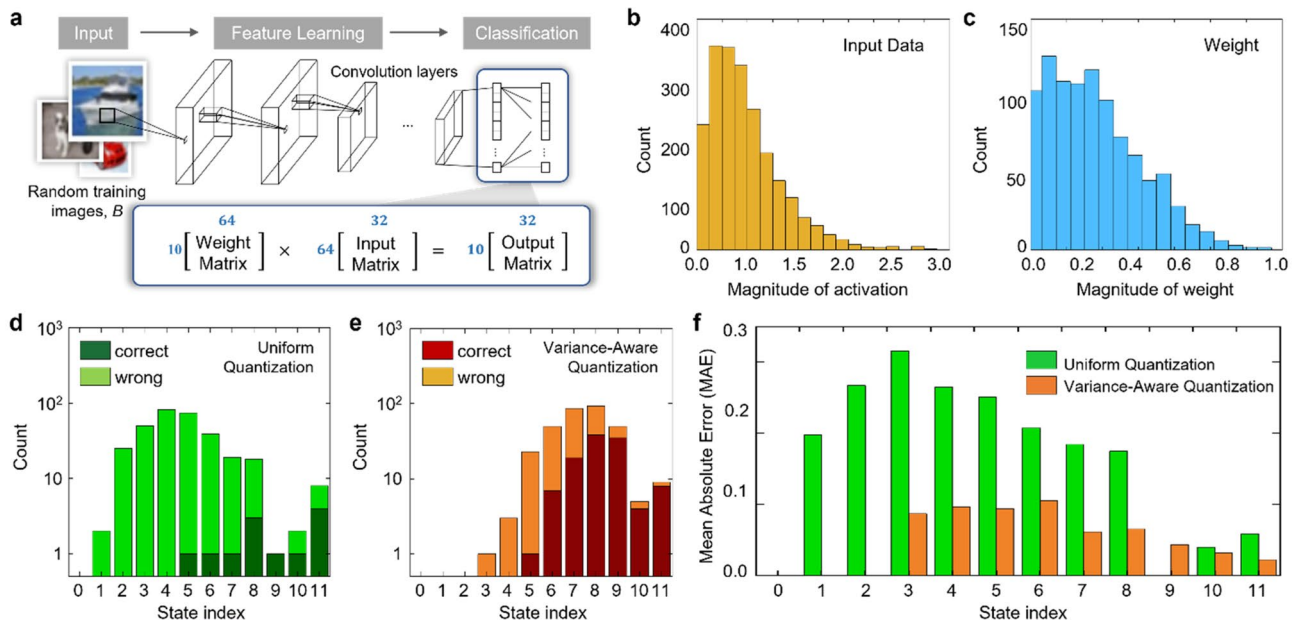 a
Input
Feature Learning
Classification
Convolution layers
...
Random training
images, B
64
32
32
10 [ Weight Matrix ] × 64 [ Input Matrix ] = 10 [ Output Matrix ]
b
Input Data
Count
400
300
200
100
0
0.0 1.0 1.5 2.0 2.5 3.0
Magnitude of activation
c
Weight
Count
150
100
50
0
0.0 0.2 0.4 0.6 0.8 1.0
Magnitude of weight
d
correct
wrong
Uniform
Quantization
Count
10³
10²
10
1
0 1 2 3 4 5 6 7 8 9 10 11
State index
e
correct
wrong
Variance-Aware
Quantization
Count
10³
10²
10
1
0 1 2 3 4 5 6 7 8 9 10 11
State index
f
Uniform Quantization
Variance-Aware Quantization
Mean Absolute Error (MAE)
0.3
0.2
0.1
0.0
0 1 2 3 4 5 6 7 8 9 10 11
State index